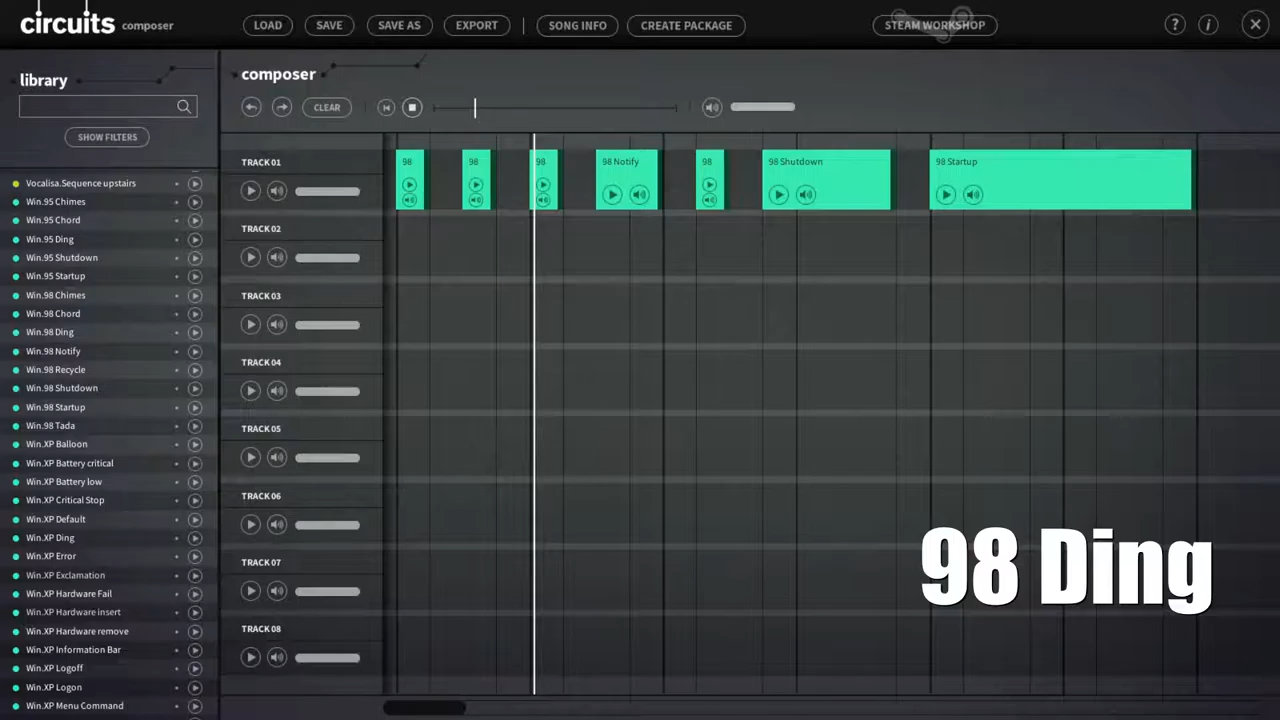 circuits composer
LOAD
SAVE
SAVE AS
EXPORT
SONG INFO
CREATE PACKAGE
STEAM WORKSHOP
?
i
library
SHOW FILTERS
composer
CLEAR
Vocalisa.Sequence upstairs
Win.95 Chimes
Win.95 Chord
Win.95 Ding
Win.95 Shutdown
Win.95 Startup
Win.98 Chimes
Win.98 Chord
Win.98 Ding
Win.98 Notify
Win.98 Recycle
Win.98 Shutdown
Win.98 Startup
Win.98 Tada
Win.XP Balloon
Win.XP Battery critical
Win.XP Battery low
Win.XP Critical Stop
Win.XP Default
Win.XP Ding
Win.XP Error
Win.XP Exclamation
Win.XP Hardware Fail
Win.XP Hardware insert
Win.XP Hardware remove
Win.XP Information Bar
Win.XP Logoff
Win.XP Logon
Win.XP Menu Command
TRACK 01
98
98
98
98 Notify
98
98 Shutdown
98 Startup
TRACK 02
TRACK 03
TRACK 04
TRACK 05
TRACK 06
TRACK 07
TRACK 08
98 Ding